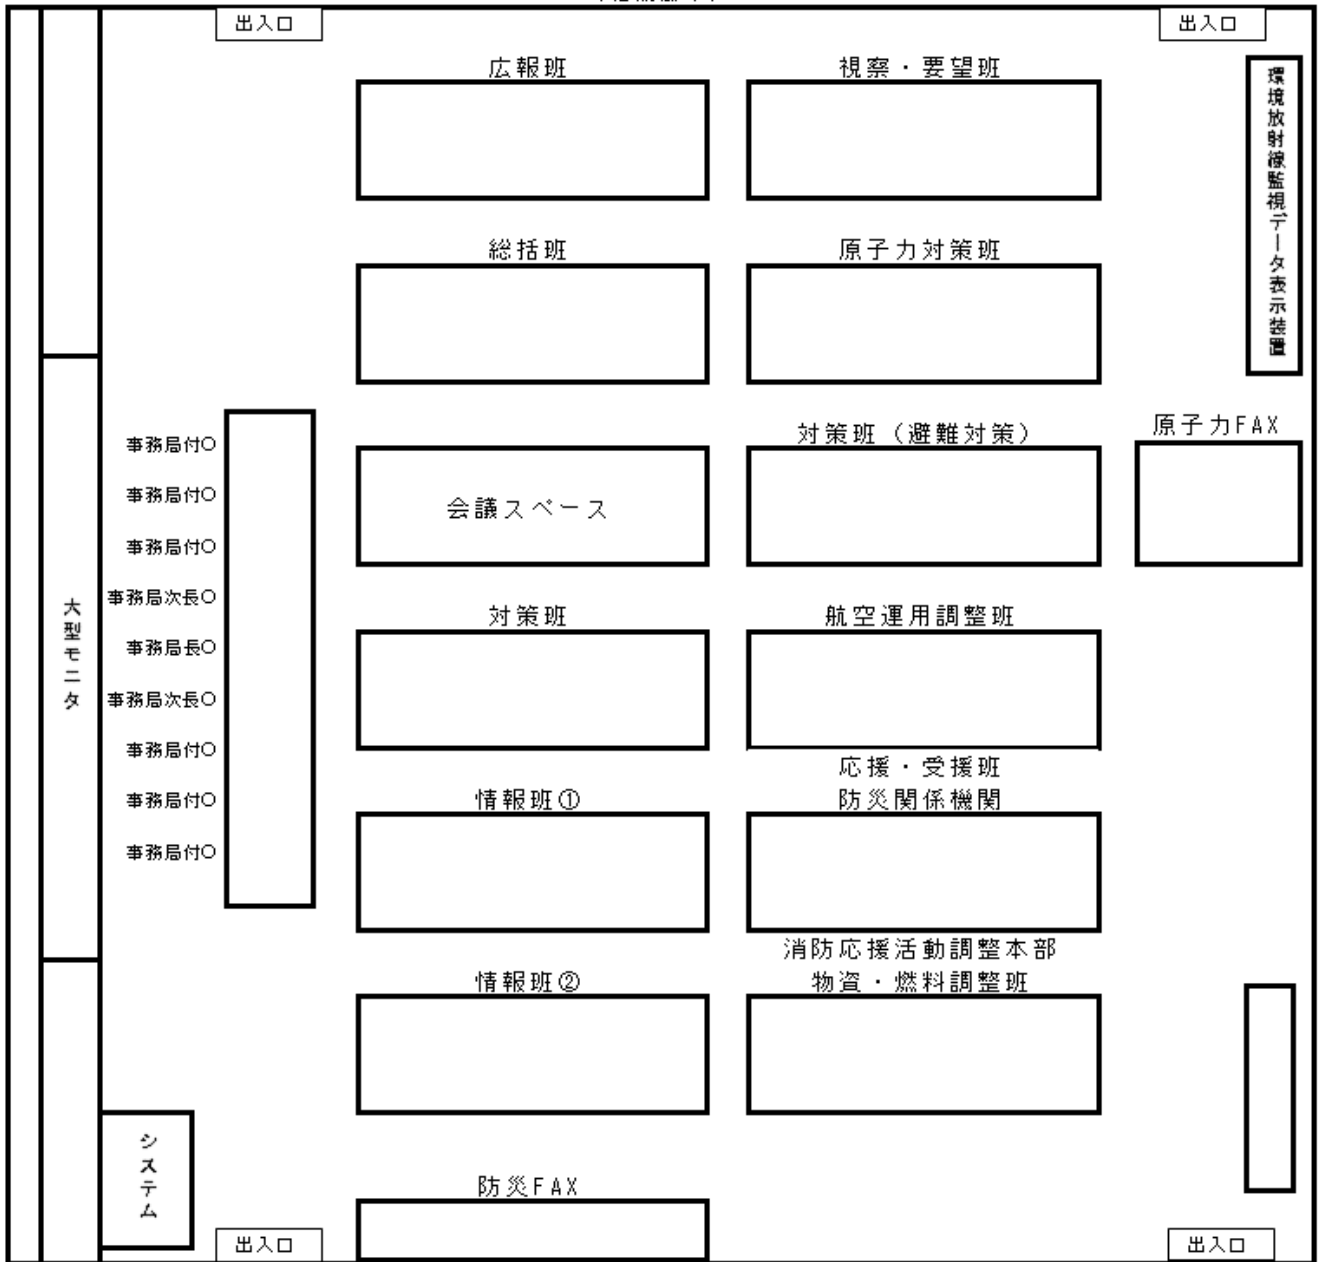 出入口
出入口
広報班
視察・要望班
環境放射線監視データ表示装置
総括班
原子力対策班
対策班（避難対策）
原子力FAX
事務局付○
事務局付○
事務局付○
事務局次長○
事務局長○
事務局次長○
事務局付○
事務局付○
事務局付○
会議スペース
大型モニタ
対策班
航空運用調整班
応援・受援班
情報班①
防災関係機関
消防応援活動調整本部
情報班②
物資・燃料調整班
システム
防災FAX
出入口
出入口